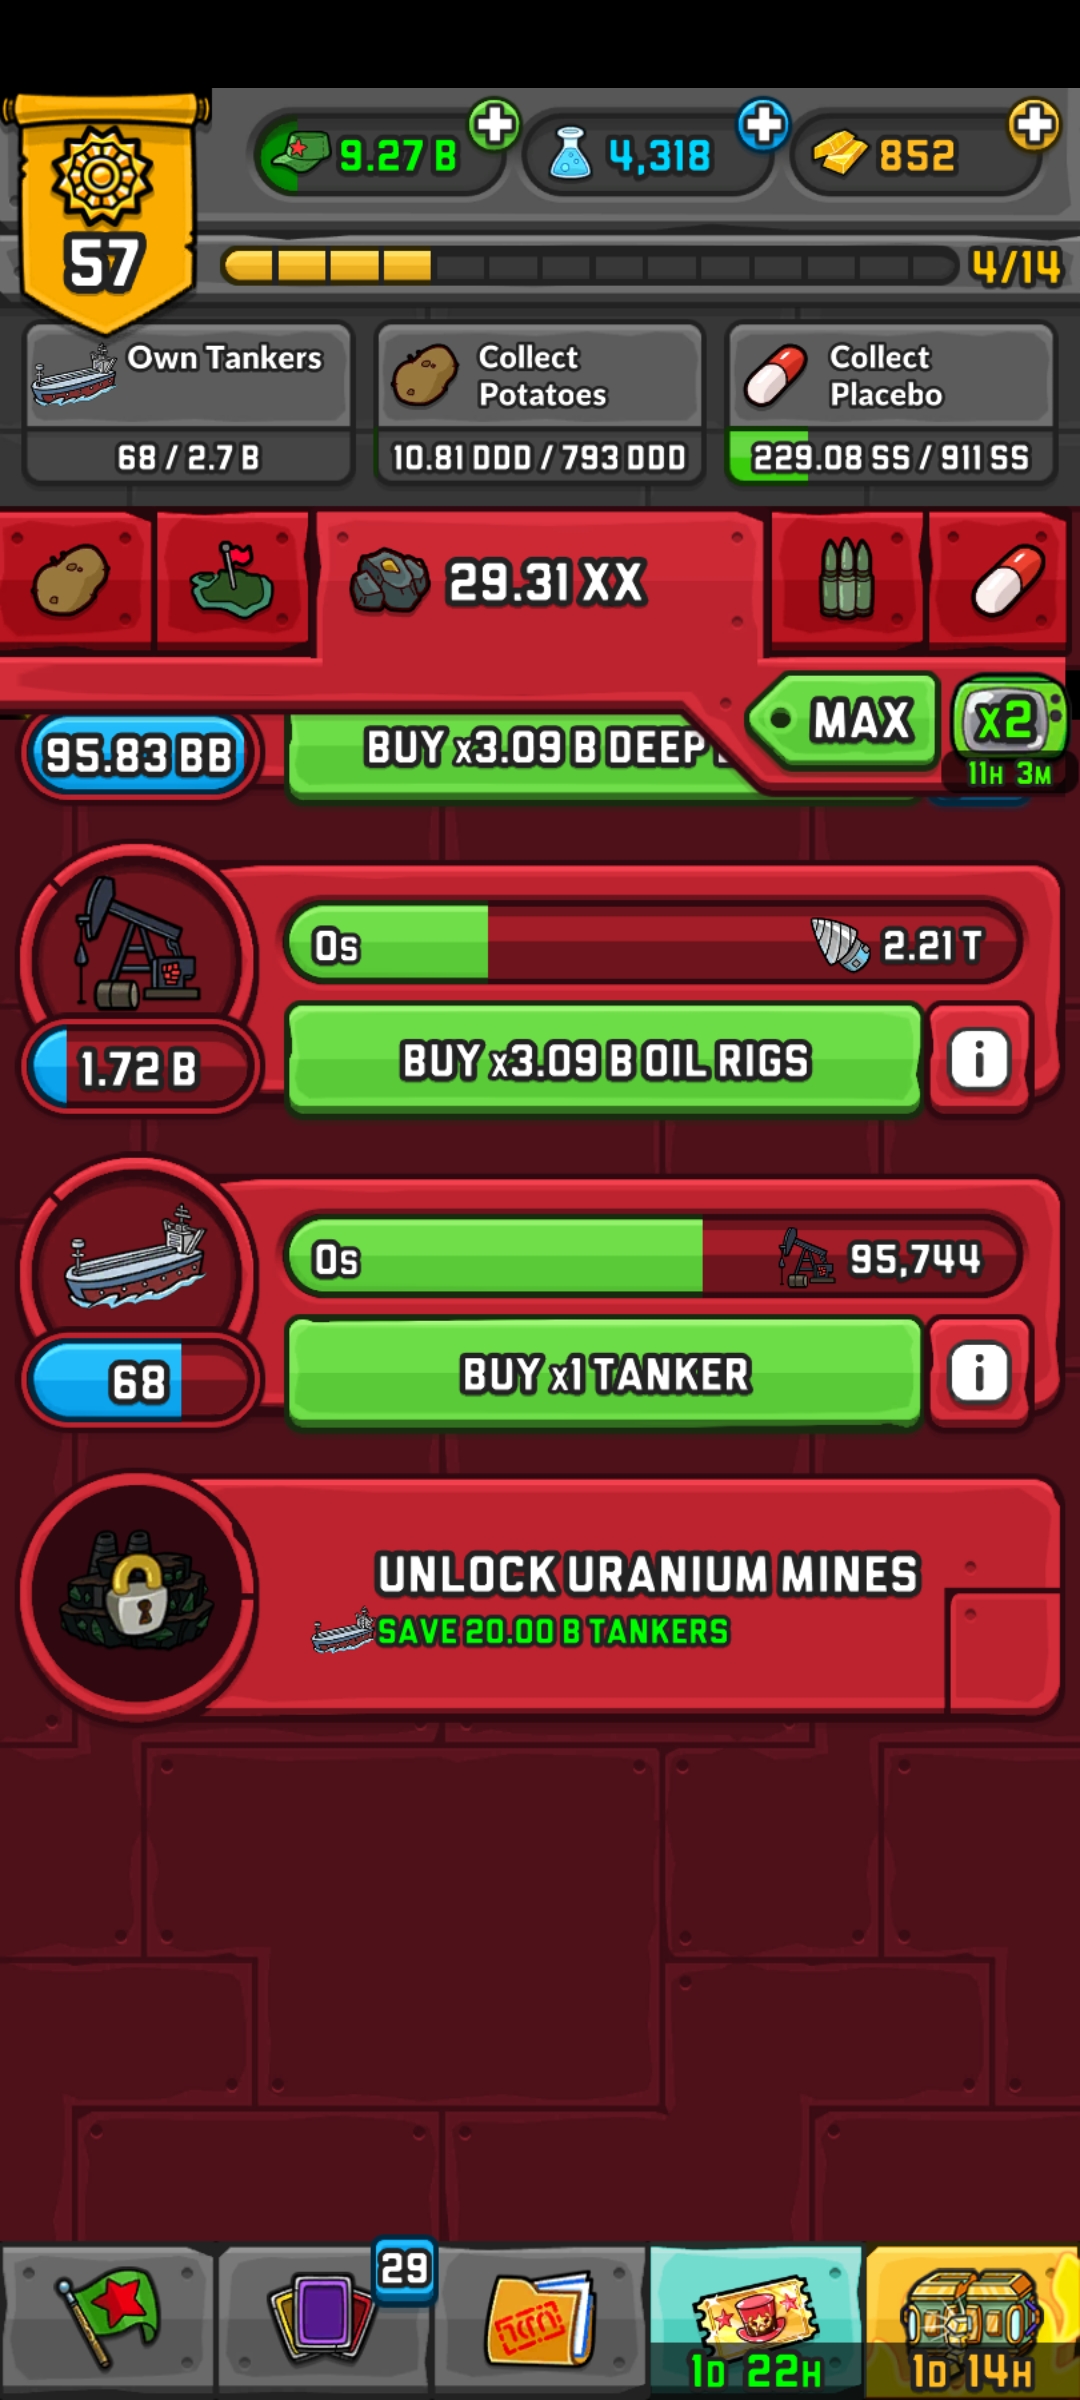 9.27 B
4,318
852
57
4/14
Own Tankers
68 / 2.7 B
Collect
Potatoes
10.81 DDD / 793 DDD
Collect
Placebo
229.08 SS / 911 SS
29.31 XX
MAX
x2
11H 3M
95.83 BB
BUY x3.09 B DEEP
0s
2.21 T
1.72 B
BUY x3.09 B OIL RIGS
i
0s
95,744
68
BUY x1 TANKER
i
UNLOCK URANIUM MINES
SAVE 20.00 B TANKERS
29
1D 22H
1D 14H